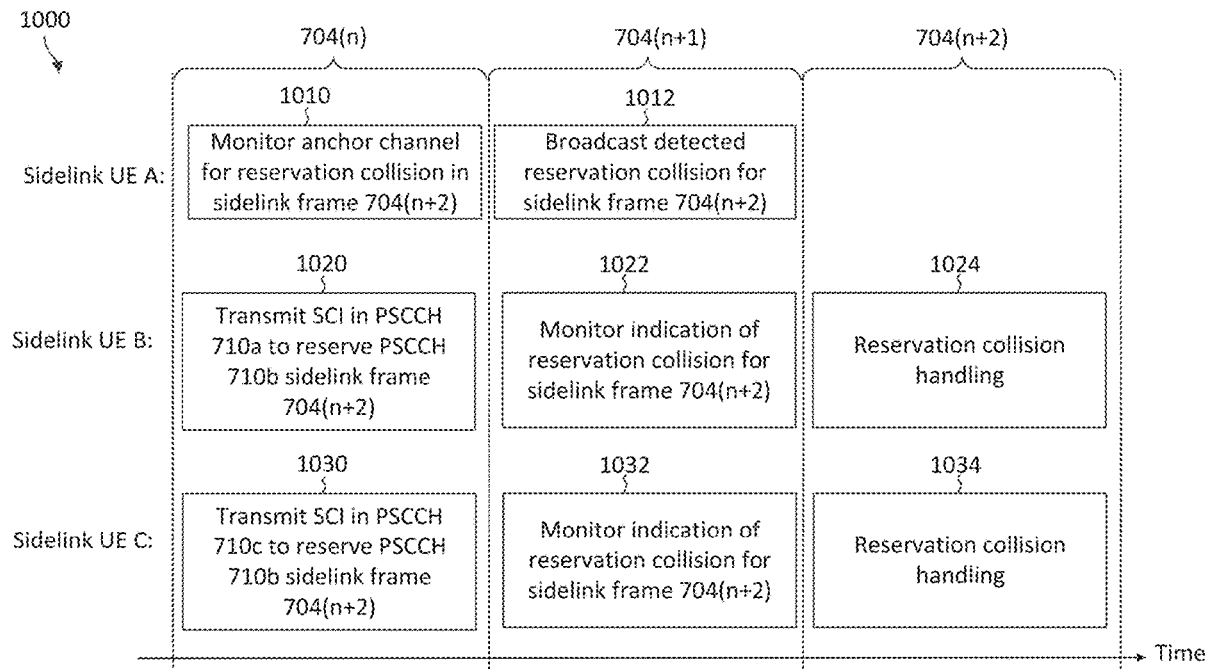 1000
704(n)
704(n+1)
704(n+2)
1010
1012
Sidelink UE A:
Monitor anchor channel
for reservation collision in
sidelink frame 704(n+2)
Broadcast detected
reservation collision for
sidelink frame 704(n+2)
1020
1022
1024
Sidelink UE B:
Transmit SCI in PSCCH
710a to reserve PSCCH
710b sidelink frame
704(n+2)
Monitor indication of
reservation collision for
sidelink frame 704(n+2)
Reservation collision
handling
1030
1032
1034
Sidelink UE C:
Transmit SCI in PSCCH
710c to reserve PSCCH
710b sidelink frame
704(n+2)
Monitor indication of
reservation collision for
sidelink frame 704(n+2)
Reservation collision
handling
Time